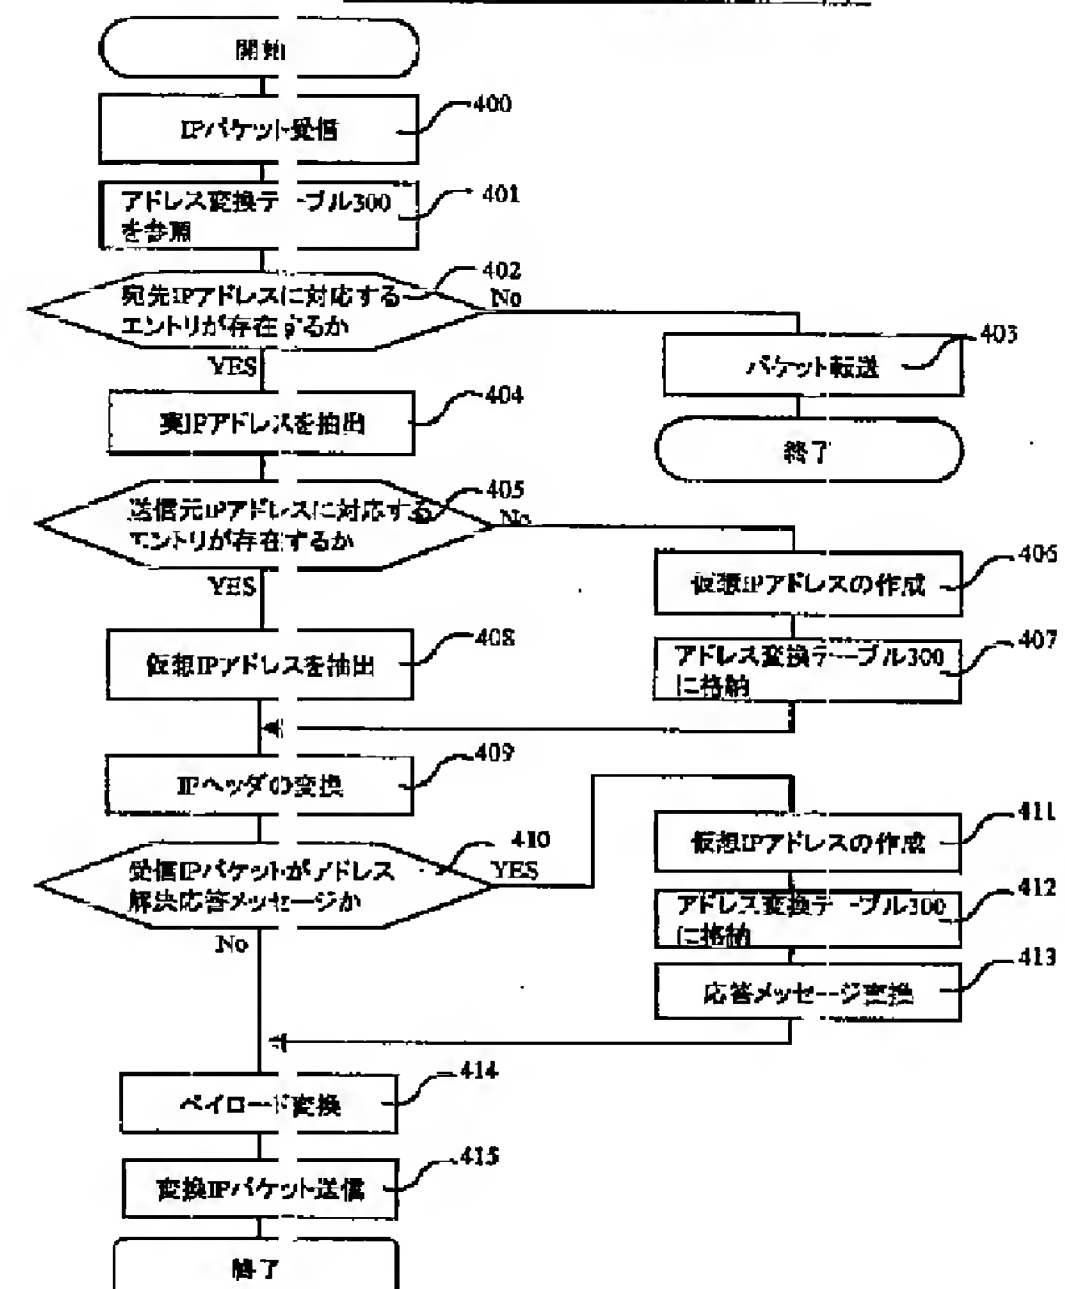 開始
IPパケット受信
400
アドレス変換テーブル300
を参照
401
宛先IPアドレスに対応する
エントリが存在するか
402
No
YES
パケット転送
403
終了
実IPアドレスを抽出
404
送信元IPアドレスに対応する
エントリが存在するか
405
No
YES
仮想IPアドレスの作成
406
アドレス変換テーブル300
に格納
407
仮想IPアドレスを抽出
408
IPヘッダの変換
409
受信IPパケットがアドレス
解決応答メッセージか
410
YES
No
仮想IPアドレスの作成
411
アドレス変換テーブル300
に格納
412
応答メッセージ変換
413
ペイロード変換
414
変換IPパケット送信
415
終了